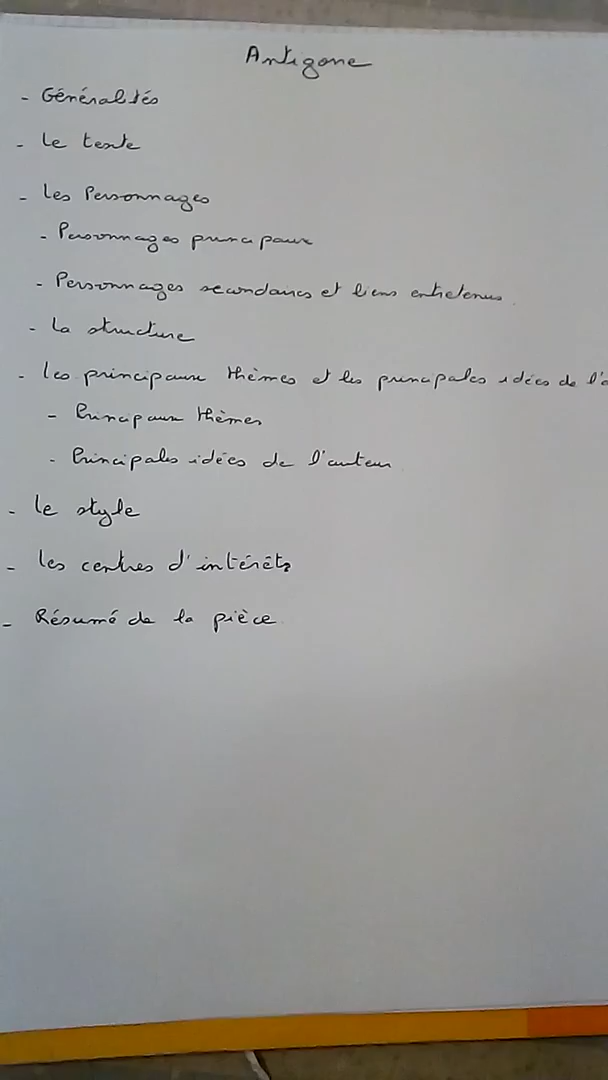 Antigone
- Généralités
- Le texte
- Les Personnages
- Personnages principaux
- Personnages secondaires et liens entretenus.
- La structure
- Les principaux thèmes et les principales idées de l'a
- Principaux thèmes
- Principales idées de l'auteur
- Le style
- Les centres d'intérêts
- Résumé de la pièce.